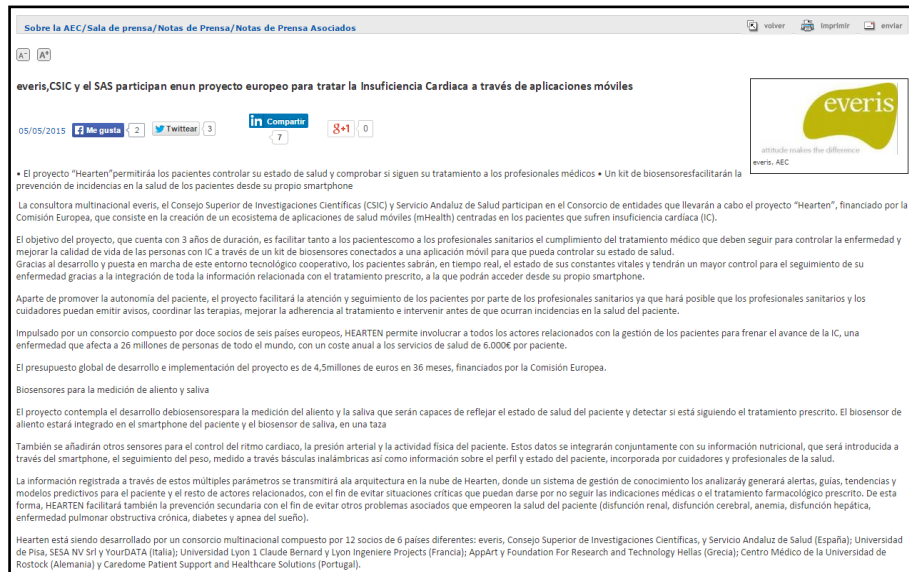 Sobre la AEC/Sala de prensa/Notas de Prensa/Notas de Prensa Asociados
volver imprimir enviar
A- A+
everis,CSIC y el SAS participan enun proyecto europeo para tratar la Insuficiencia Cardiaca a través de aplicaciones móviles
everis
attitude makes the difference
everis, AEC
05/05/2015 Me gusta 2 Twittear 3 in Compartir 7 g+1 0
• El proyecto “Hearten”permitiráa los pacientes controlar su estado de salud y comprobar si siguen su tratamiento a los profesionales médicos • Un kit de biosensoresfacilitarán la
prevención de incidencias en la salud de los pacientes desde su propio smartphone
La consultora multinacional everis, el Consejo Superior de Investigaciones Científicas (CSIC) y Servicio Andaluz de Salud participan en el Consorcio de entidades que llevarán a cabo el proyecto “Hearten”, financiado por la
Comisión Europea, que consiste en la creación de un ecosistema de aplicaciones de salud móviles (mHealth) centradas en los pacientes que sufren insuficiencia cardíaca (IC).
El objetivo del proyecto, que cuenta con 3 años de duración, es facilitar tanto a los pacientescomo a los profesionales sanitarios el cumplimiento del tratamiento médico que deben seguir para controlar la enfermedad y
mejorar la calidad de vida de las personas con IC a través de un kit de biosensores conectados a una aplicación móvil para que pueda controlar su estado de salud.
Gracias al desarrollo y puesta en marcha de este entorno tecnológico cooperativo, los pacientes sabrán, en tiempo real, el estado de sus constantes vitales y tendrán un mayor control para el seguimiento de su
enfermedad gracias a la integración de toda la información relacionada con el tratamiento prescrito, a la que podrán acceder desde su propio smartphone.
Aparte de promover la autonomía del paciente, el proyecto facilitará la atención y seguimiento de los pacientes por parte de los profesionales sanitarios ya que hará posible que los profesionales sanitarios y los
cuidadores puedan emitir avisos, coordinar las terapias, mejorar la adherencia al tratamiento e intervenir antes de que ocurran incidencias en la salud del paciente.
Impulsado por un consorcio compuesto por doce socios de seis países europeos, HEARTEN permite involucrar a todos los actores relacionados con la gestión de los pacientes para frenar el avance de la IC, una
enfermedad que afecta a 26 millones de personas de todo el mundo, con un coste anual a los servicios de salud de 6.000€ por paciente.
El presupuesto global de desarrollo e implementación del proyecto es de 4,5millones de euros en 36 meses, financiados por la Comisión Europea.
Biosensores para la medición de aliento y saliva
El proyecto contempla el desarrollo debiosensorespara la medición del aliento y la saliva que serán capaces de reflejar el estado de salud del paciente y detectar si está siguiendo el tratamiento prescrito. El biosensor de
aliento estará integrado en el smartphone del paciente y el biosensor de saliva, en una taza
También se añadirán otros sensores para el control del ritmo cardiaco, la presión arterial y la actividad física del paciente. Estos datos se integrarán conjuntamente con su información nutricional, que será introducida a
través del smartphone, el seguimiento del peso, medido a través básculas inalámbricas así como información sobre el perfil y estado del paciente, incorporada por cuidadores y profesionales de la salud.
La información registrada a través de estos múltiples parámetros se transmitirá ala arquitectura en la nube de Hearten, donde un sistema de gestión de conocimiento los analizaráy generará alertas, guías, tendencias y
modelos predictivos para el paciente y el resto de actores relacionados, con el fin de evitar situaciones críticas que puedan darse por no seguir las indicaciones médicas o el tratamiento farmacológico prescrito. De esta
forma, HEARTEN facilitará también la prevención secundaria con el fin de evitar otros problemas asociados que empeoren la salud del paciente (disfunción renal, disfunción cerebral, anemia, disfunción hepática,
enfermedad pulmonar obstructiva crónica, diabetes y apnea del sueño).
Hearten está siendo desarrollado por un consorcio multinacional compuesto por 12 socios de 6 países diferentes: everis, Consejo Superior de Investigaciones Científicas, y Servicio Andaluz de Salud (España); Universidad
de Pisa, SESA NV Srl y YourDATA (Italia); Universidad Lyon 1 Claude Bernard y Lyon Ingeniere Projects (Francia); AppArt y Foundation For Research and Technology Hellas (Grecia); Centro Médico de la Universidad de
Rostock (Alemania) y Caredome Patient Support and Healthcare Solutions (Portugal).